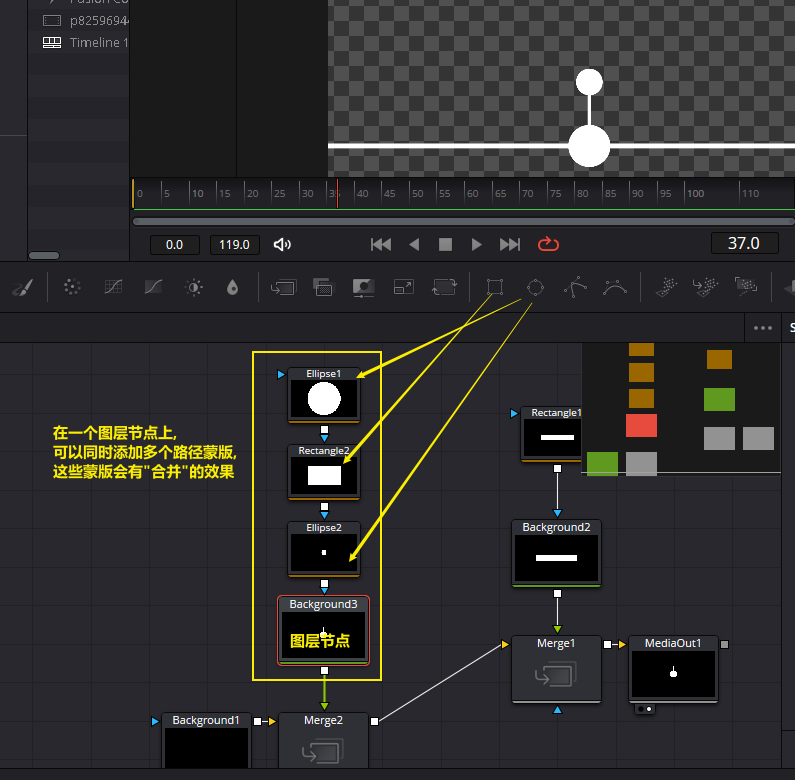 Fusion Co
p8259694
Timeline 1
0 5 10 15 20 25 30 35 40 45 50 55 60 65 70 75 80 85 90 95 100 110
0.0 119.0 37.0
S
Ellipse1
Rectangle1
在一个图层节点上,
可以同时添加多个路径蒙版,
这些蒙版会有"合并"的效果
Rectangle2
Ellipse2
Background2
Background3
图层节点
Merge1
MediaOut1
Background1
Merge2